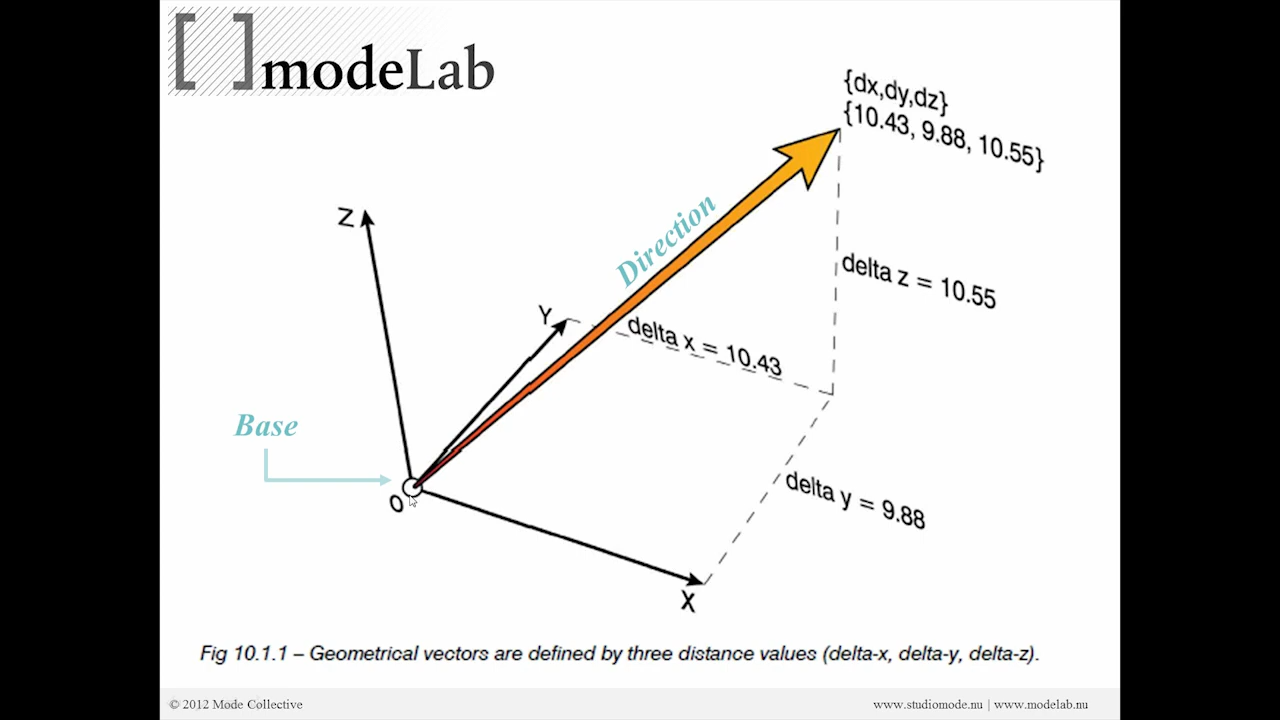 [ ] modeLab
{dx,dy,dz}
{10.43, 9.88, 10.55}
Z
Direction
delta z = 10.55
Y
delta x = 10.43
Base
delta y = 9.88
O
X
Fig 10.1.1 – Geometrical vectors are defined by three distance values (delta-x, delta-y, delta-z).
© 2012 Mode Collective
www.studiomode.nu | www.modelab.nu